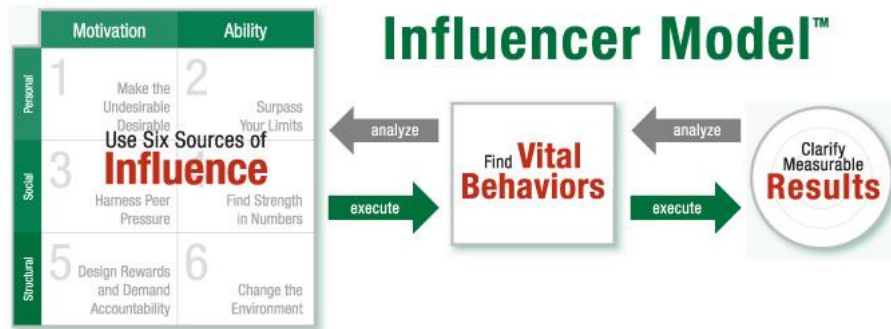 Influencer Model™
Motivation
Ability
Personal
1
Make the
Undesirable
Desirable
2
Surpass
Your Limits
Use Six Sources of
Influence
Social
3
Harness Peer
Pressure
4
Find Strength
in Numbers
Structural
5
Design Rewards
and Demand
Accountability
6
Change the
Environment
analyze
execute
Find Vital
Behaviors
analyze
execute
Clarify
Measurable
Results